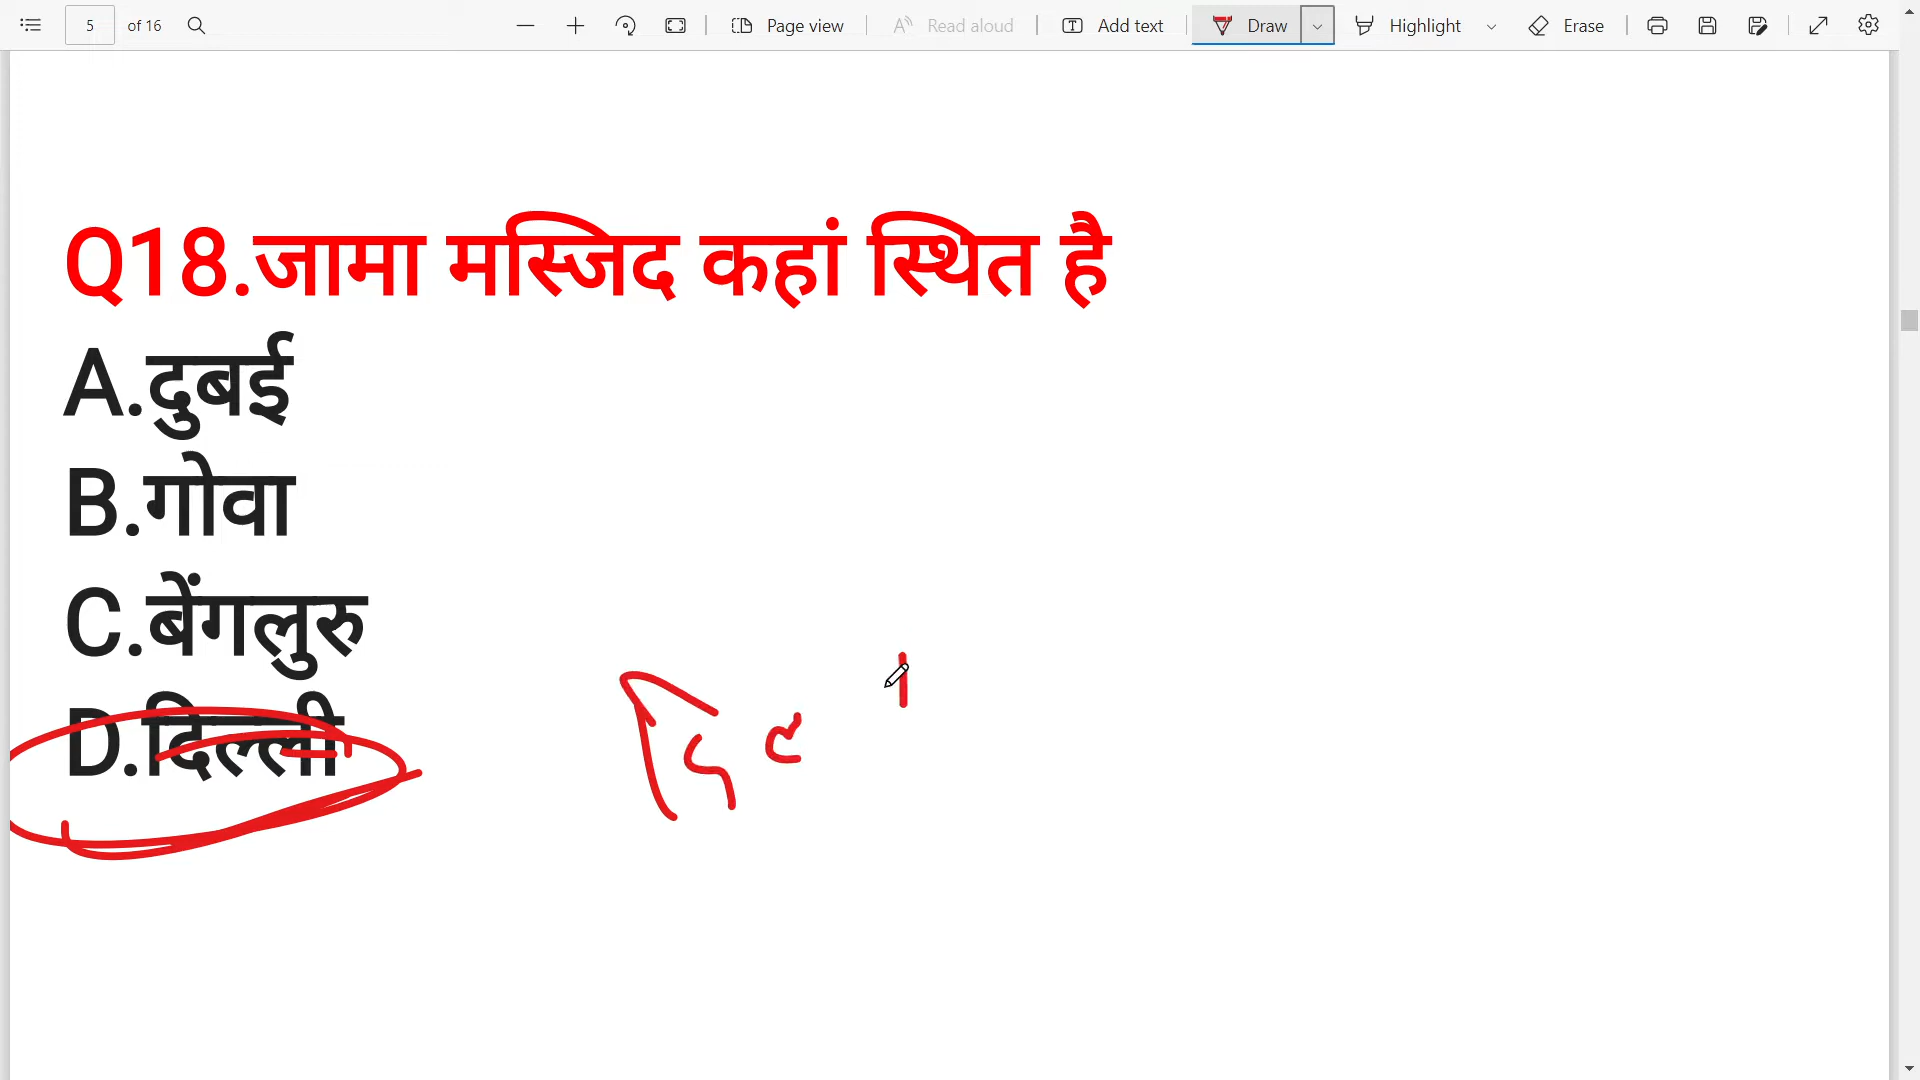 5 of 16 Page view Read aloud Add text Draw Highlight Erase
Q18.जामा मस्जिद कहां स्थित है
A.दुबई
B.गोवा
C.बेंगलुरु
D.दिल्ली